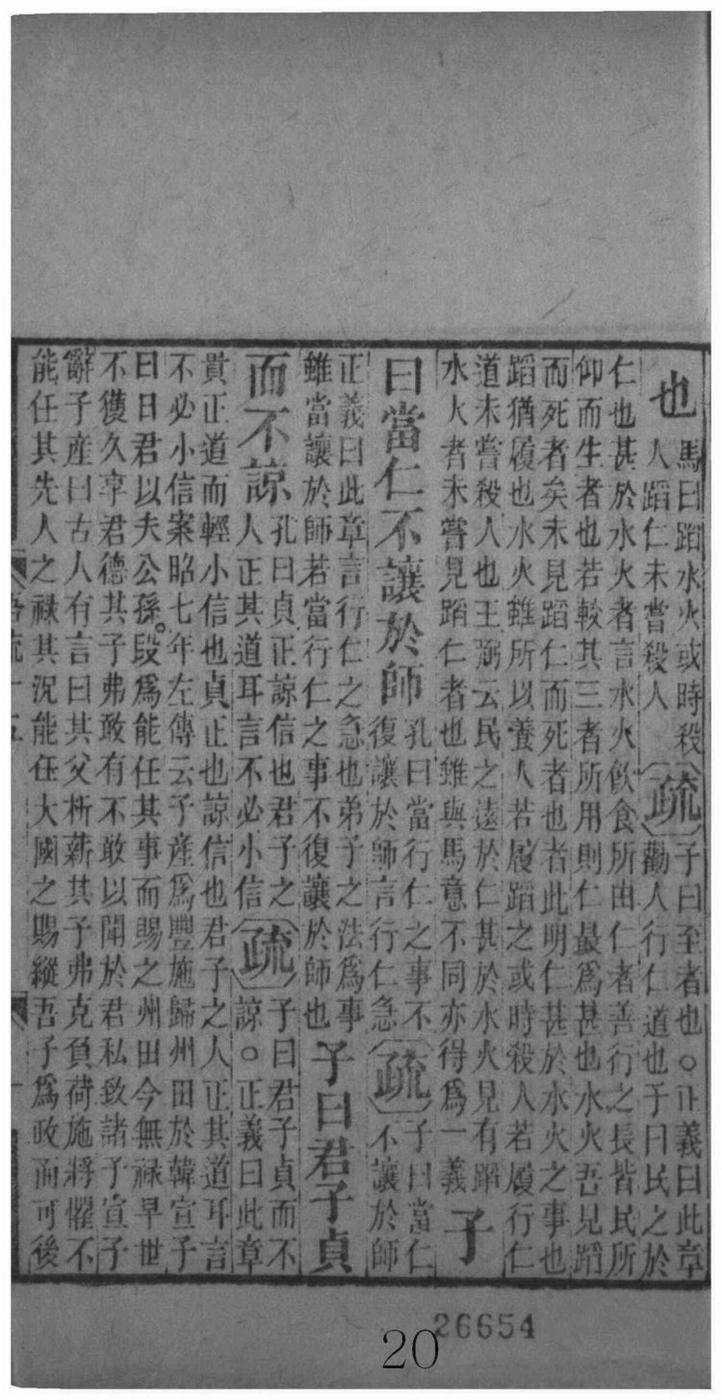 也
馬曰蹈水火或時殺
人蹈仁未嘗殺人
疏
子曰至者也○正義曰此章
勸人行仁道也子曰民之於
仁也甚於水火者言水火飲食所由仁者善行之長皆民所
仰而生者也若較其三者所用則仁最爲甚也水火吾見蹈
而死者矣未見蹈仁而死者也者此明仁甚於水火之事也
蹈猶履也水火雖所以養人若履蹈之或時殺人若履行仁
道未嘗殺人也王弼云民之遠於仁甚於水火見有蹈
水火者未嘗見蹈仁者也雖與馬意不同亦得爲一義
子
曰當仁不讓於師
孔曰當行仁之事不
復讓於師言行仁急
疏
子曰當仁
不讓於師
正義曰此章言行仁之急也弟子之法爲事
雖當讓於師若當行仁之事不復讓於師也
子曰君子貞
而不諒
孔曰貞正諒信也君子之
人正其道耳言不必小信
疏
子曰君子貞而不
諒○正義曰此章
貴正道而輕小信也貞正也諒信也君子之人正其道耳言
不必小信案昭七年左傳云子產爲豐施歸州田於韓宣子
曰日君以夫公孫段爲能任其事而賜之州田今無祿早世
不獲久享君德其子弗敢有不敢以聞於君私致諸子宣子
辭子產曰古人有言曰其父析薪其子弗克負荷施將懼不
能任其先人之祿其況能任大國之賜縱吾子爲政而可後
26654
20